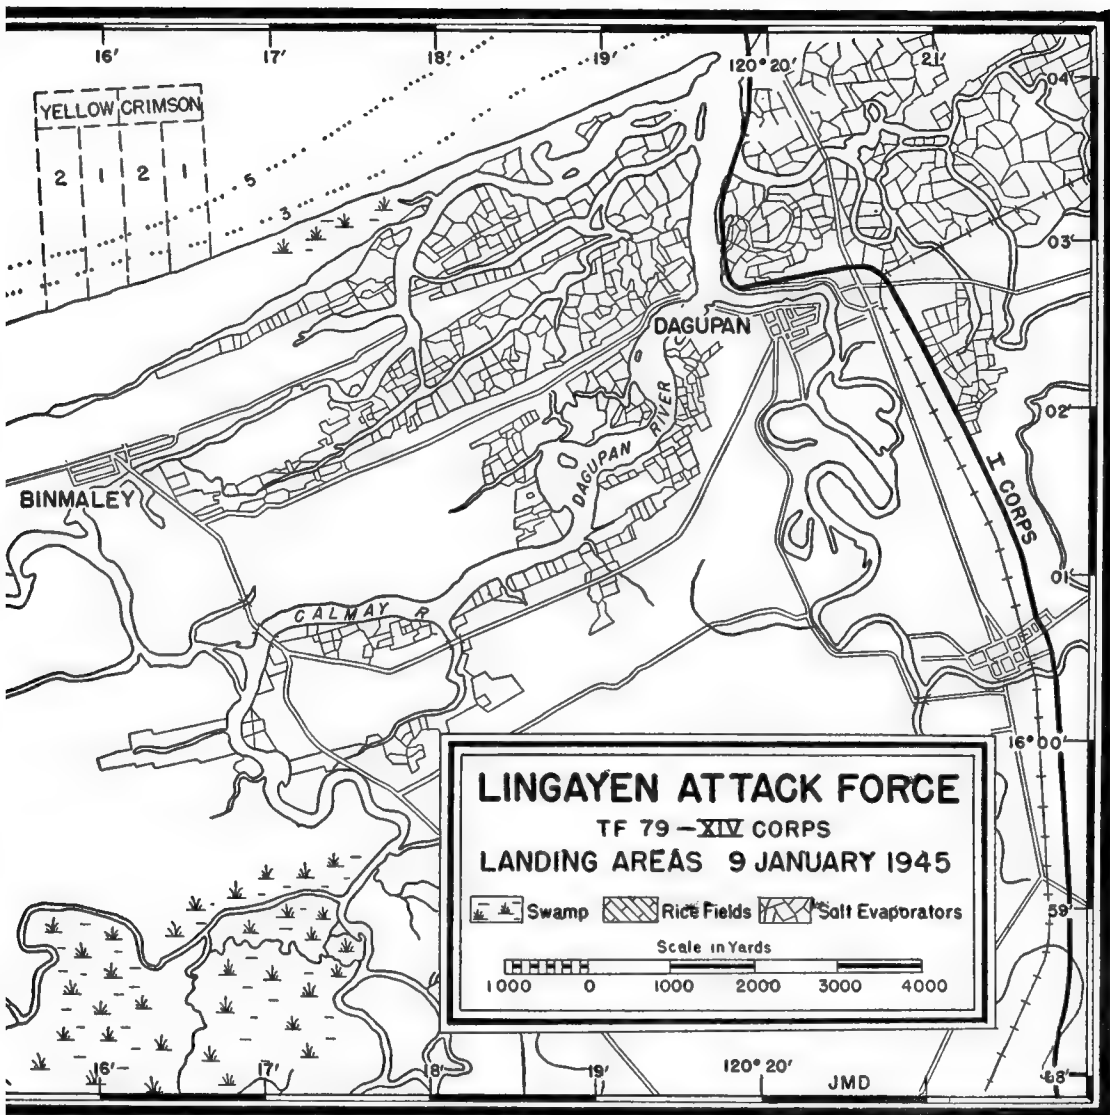 16' 17' 18' 19' 120° 20' 21'
04'
YELLOW CRIMSON
2 1 2 1
5
3
03'
DAGUPAN
02'
DAGUPAN RIVER
BINMALEY
I CORPS
01'
CALMAY R
16° 00'
LINGAYEN ATTACK FORCE
TF 79 – XIV CORPS
LANDING AREAS 9 JANUARY 1945
Swamp Rice Fields Salt Evaporators
59'
Scale in Yards
1000 0 1000 2000 3000 4000
16' 17' 18' 19' 120° 20'
58'
JMD